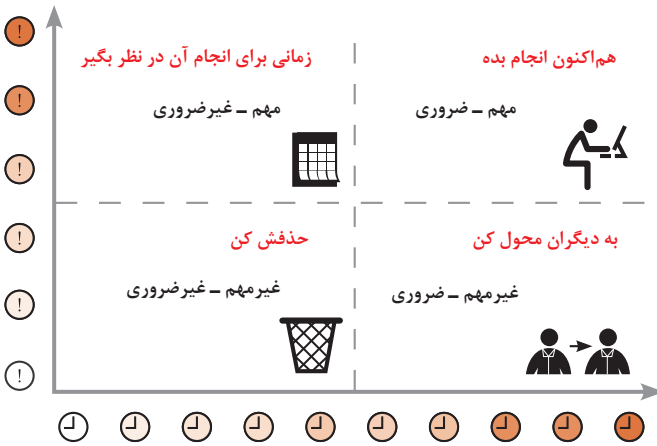 هم‌اکنون انجام بده
مهم ـ ضروری
زمانی برای انجام آن در نظر بگیر
مهم ـ غیرضروری
به دیگران محول کن
غیرمهم ـ ضروری
حذفش کن
غیرمهم ـ غیرضروری
!
!
!
!
!
!